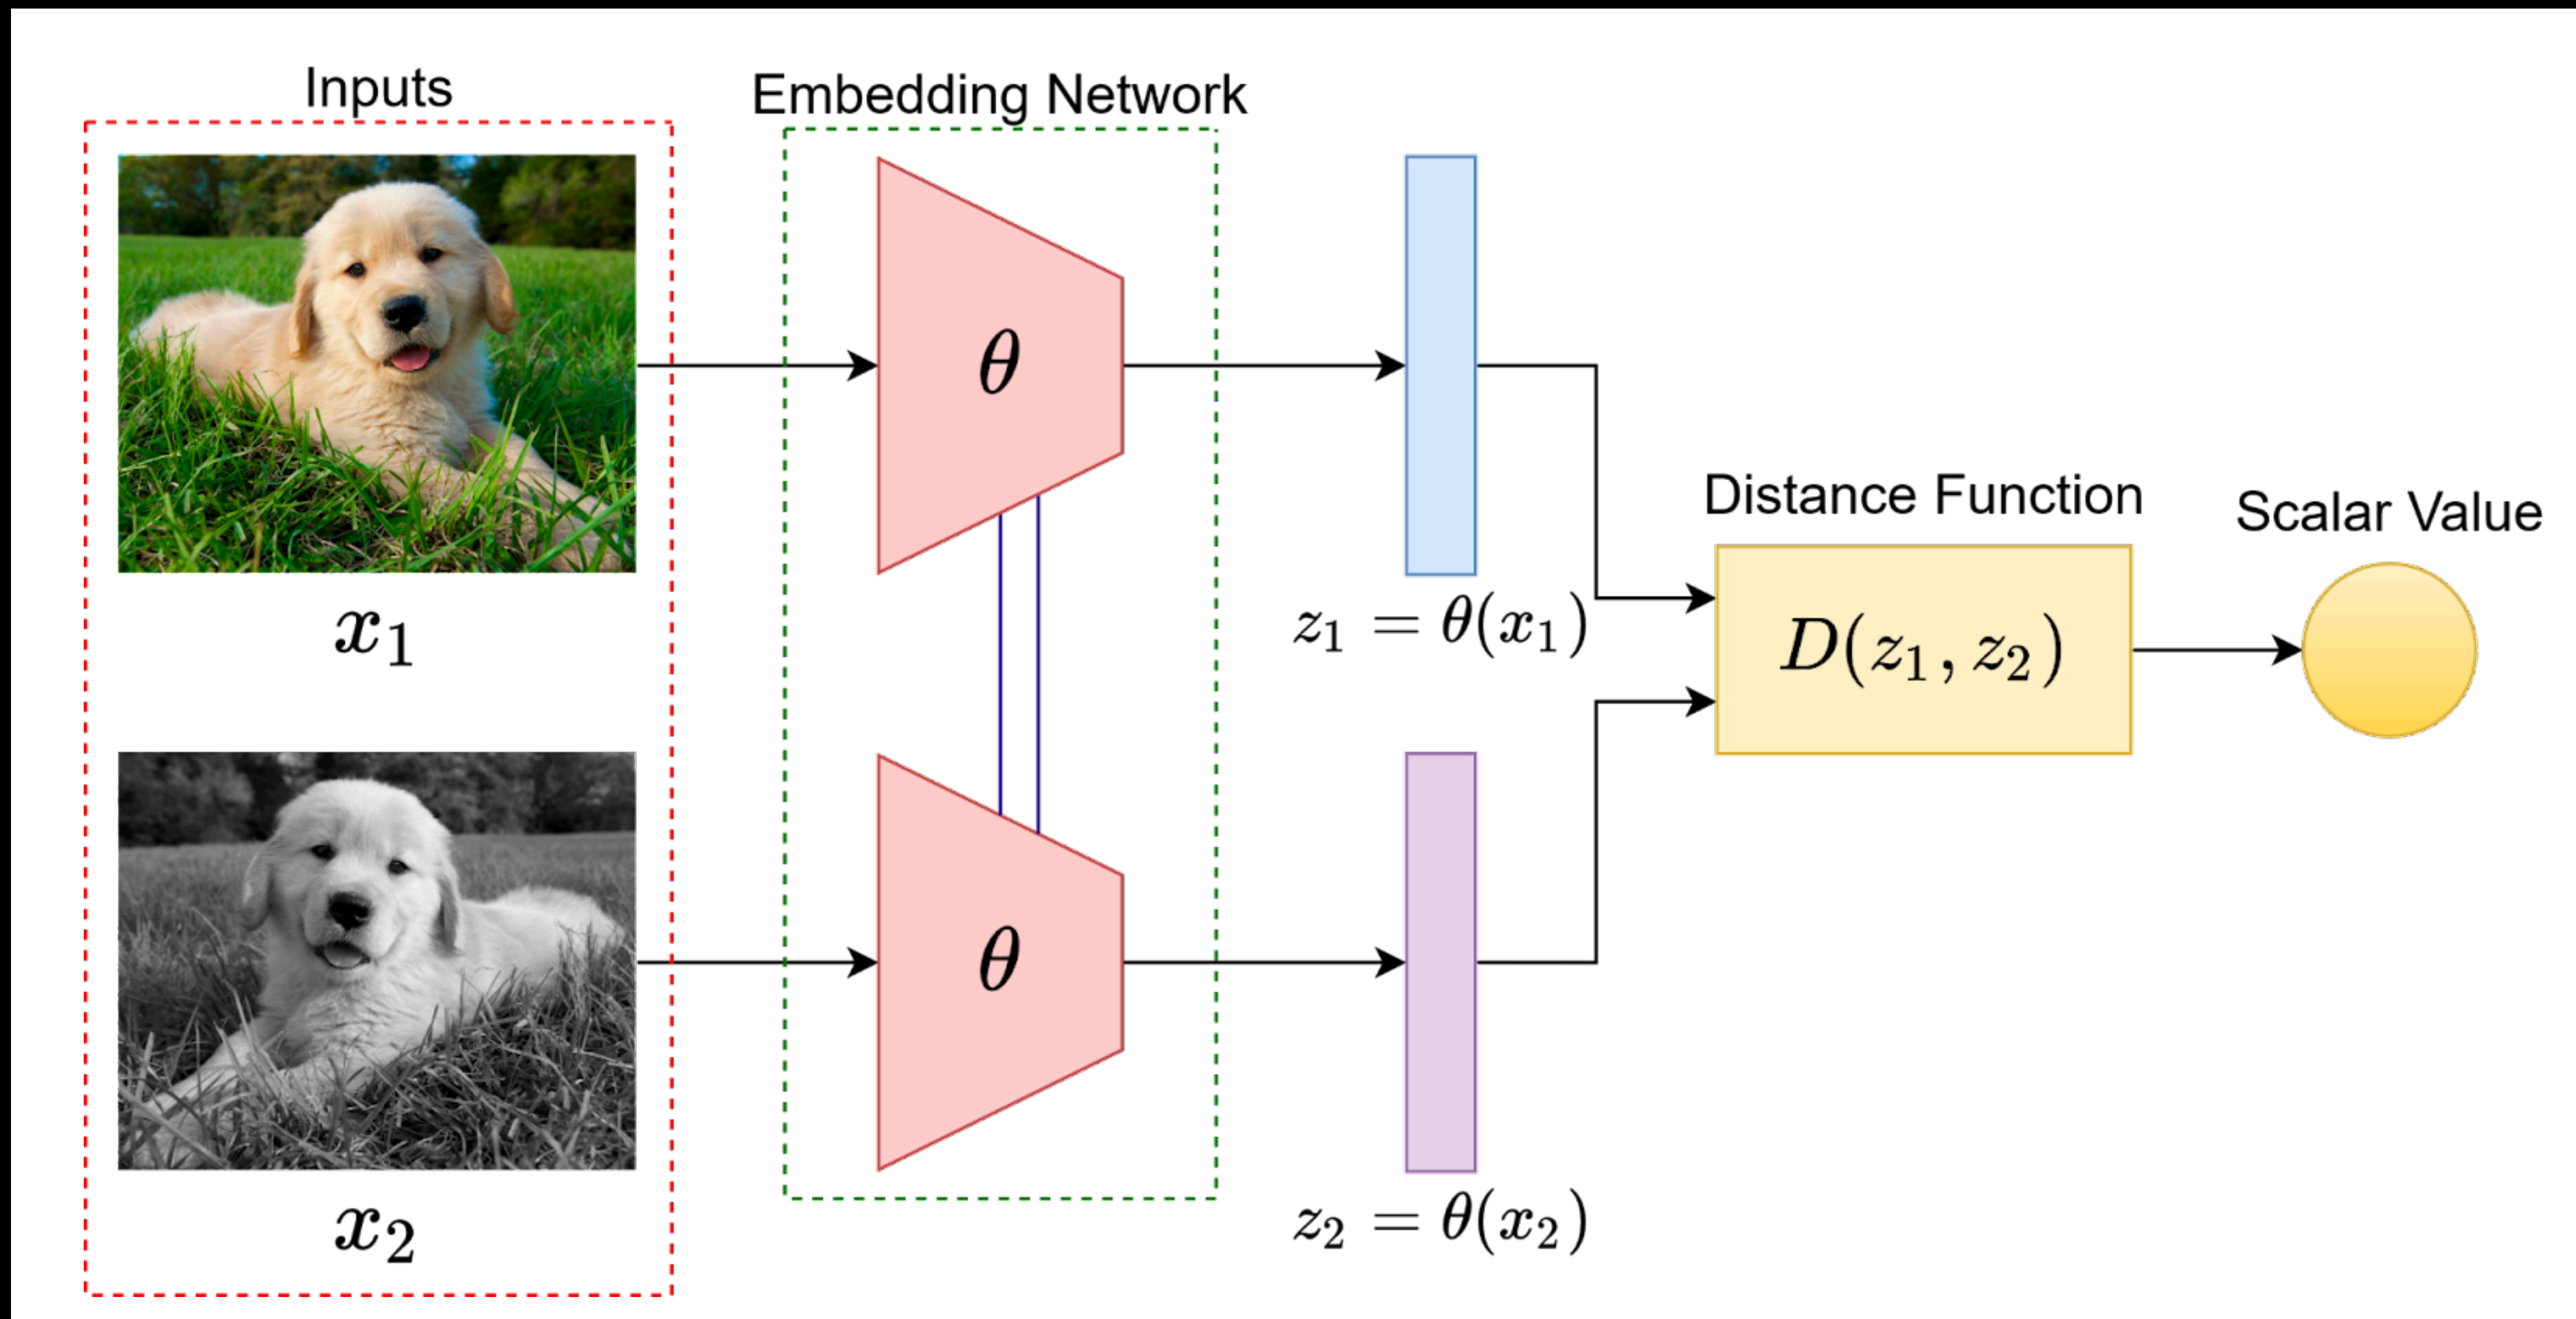 Inputs
Embedding Network
θ
x₁
z₁ = θ(x₁)
Distance Function
Scalar Value
D(z₁, z₂)
θ
x₂
z₂ = θ(x₂)